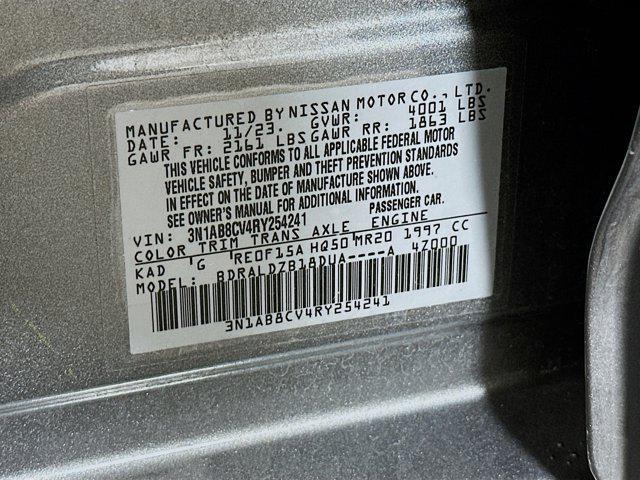 MANUFACTURED BY NISSAN MOTOR CO., LTD.
DATE: 11/23. GVWR: 4001 LBS
GAWR FR: 2161 LBS GAWR RR: 1863 LBS
THIS VEHICLE CONFORMS TO ALL APPLICABLE FEDERAL MOTOR
VEHICLE SAFETY, BUMPER AND THEFT PREVENTION STANDARDS
IN EFFECT ON THE DATE OF MANUFACTURE SHOWN ABOVE.
SEE OWNER'S MANUAL FOR ADDITIONAL INFORMATION.
VIN: 3N1AB8CV4RY254241 PASSENGER CAR.
COLOR TRIM TRANS AXLE ENGINE
KAD G RE0F15A HQ50 MR20 1997 CC
MODEL: BDRALDZB18DUA----A 4Z000
3N1AB8CV4RY254241